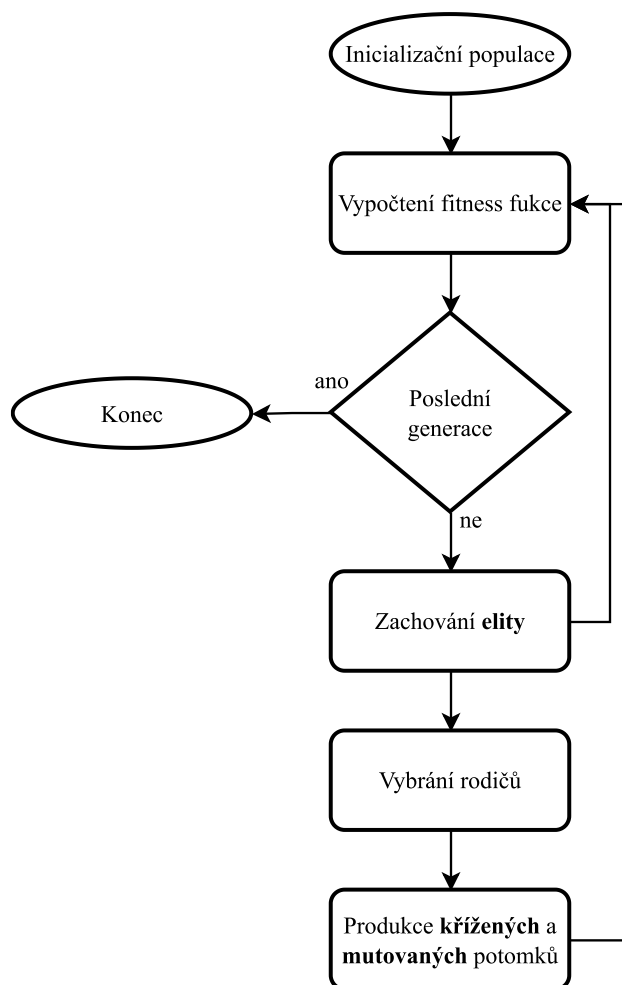 Inicializační populace
Vypočtení fitness fukce
ano
Poslední
generace
Konec
ne
Zachování elity
Vybrání rodičů
Produkce křížených a
mutovaných potomků